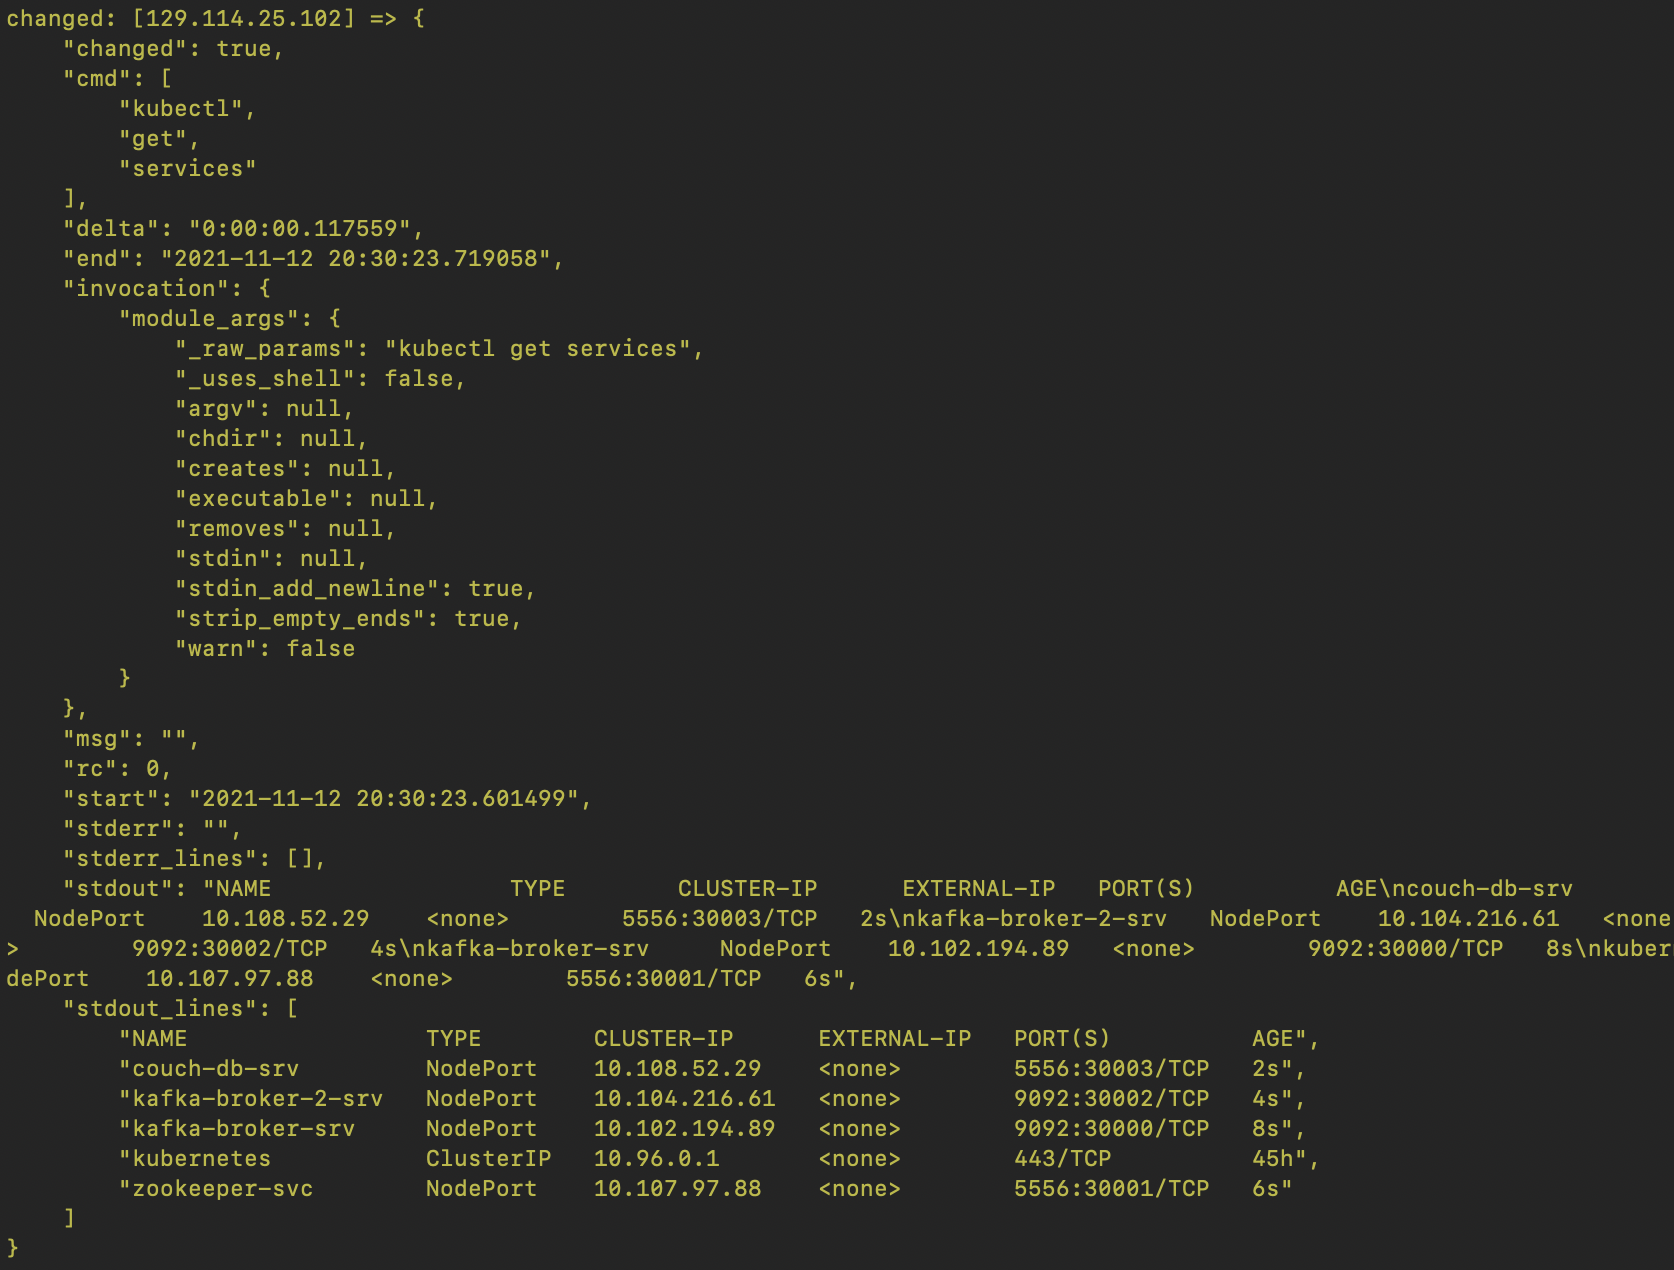 changed: [129.114.25.102] => {
    "changed": true,
    "cmd": [
        "kubectl",
        "get",
        "services"
    ],
    "delta": "0:00:00.117559",
    "end": "2021-11-12 20:30:23.719058",
    "invocation": {
        "module_args": {
            "_raw_params": "kubectl get services",
            "_uses_shell": false,
            "argv": null,
            "chdir": null,
            "creates": null,
            "executable": null,
            "removes": null,
            "stdin": null,
            "stdin_add_newline": true,
            "strip_empty_ends": true,
            "warn": false
        }
    },
    "msg": "",
    "rc": 0,
    "start": "2021-11-12 20:30:23.601499",
    "stderr": "",
    "stderr_lines": [],
    "stdout": "NAME                 TYPE        CLUSTER-IP      EXTERNAL-IP   PORT(S)          AGE\ncouch-db-srv
  NodePort    10.108.52.29    <none>        5556:30003/TCP   2s\nkafka-broker-2-srv   NodePort    10.104.216.61   <none
>        9092:30002/TCP   4s\nkafka-broker-srv     NodePort    10.102.194.89   <none>        9092:30000/TCP   8s\nkuber
dePort    10.107.97.88    <none>        5556:30001/TCP   6s",
    "stdout_lines": [
        "NAME                 TYPE        CLUSTER-IP      EXTERNAL-IP   PORT(S)          AGE",
        "couch-db-srv         NodePort    10.108.52.29    <none>        5556:30003/TCP   2s",
        "kafka-broker-2-srv   NodePort    10.104.216.61   <none>        9092:30002/TCP   4s",
        "kafka-broker-srv     NodePort    10.102.194.89   <none>        9092:30000/TCP   8s",
        "kubernetes           ClusterIP   10.96.0.1       <none>        443/TCP          45h",
        "zookeeper-svc        NodePort    10.107.97.88    <none>        5556:30001/TCP   6s"
    ]
}